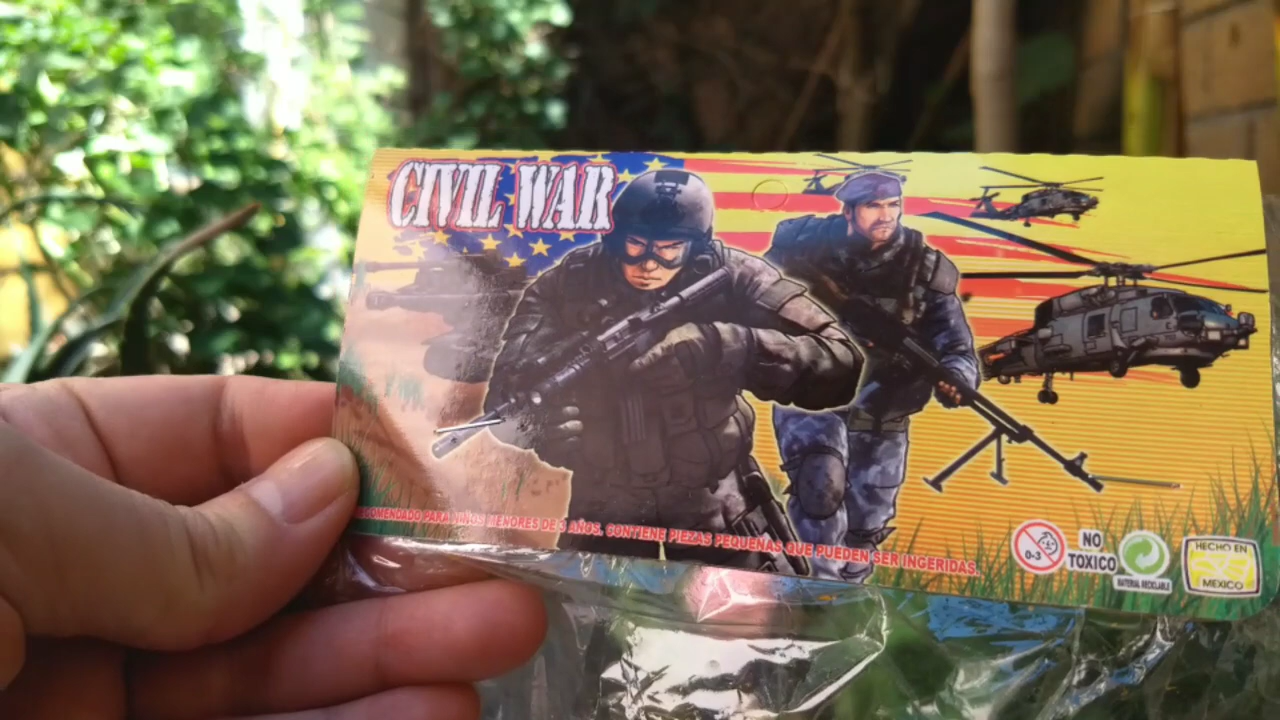 CIVIL WAR
RECOMENDADO PARA NIÑOS MENORES DE 3 AÑOS. CONTIENE PIEZAS PEQUEÑAS QUE PUEDEN SER INGERIDAS.
0-3
NO
TOXICO
MATERIAL RECICLABLE
HECHO EN
MEXICO